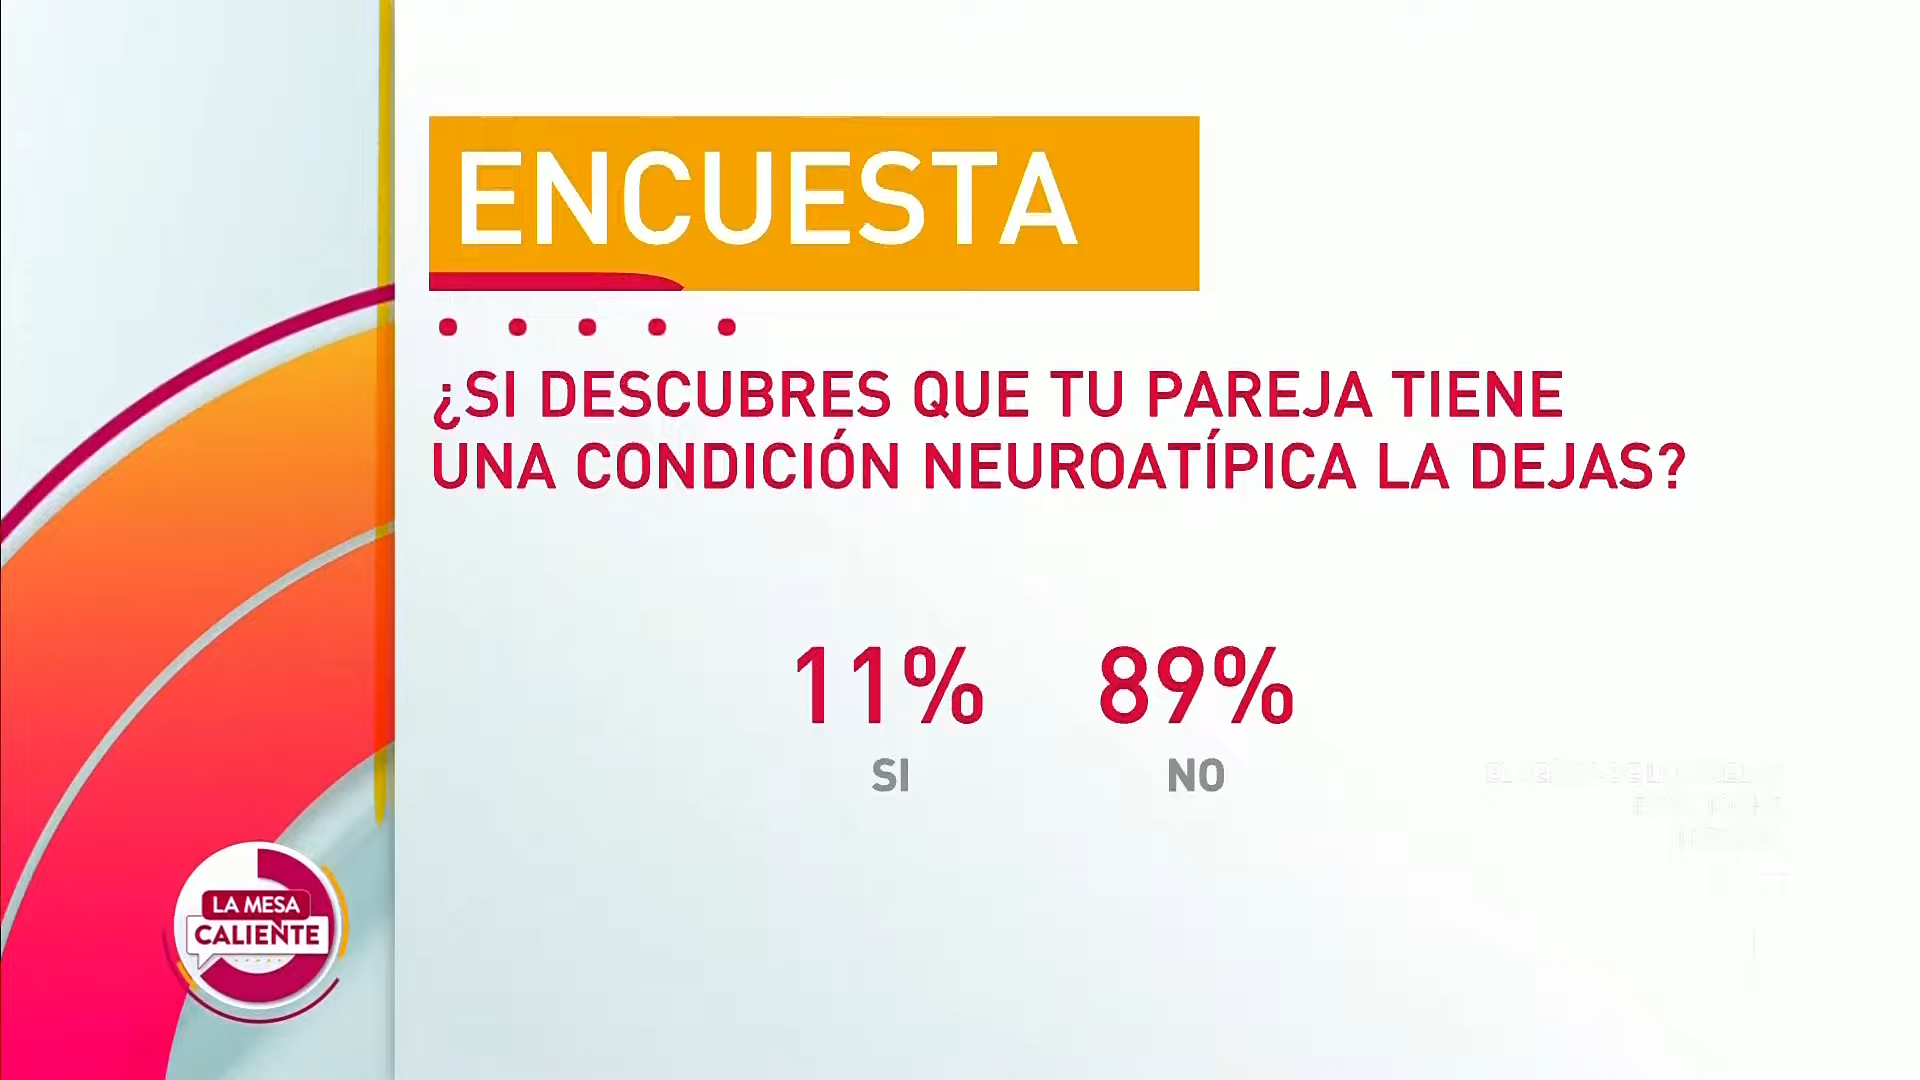 ENCUESTA
¿SI DESCUBRES QUE TU PAREJA TIENE
UNA CONDICIÓN NEUROATÍPICA LA DEJAS?
11% 89%
SI NO
LA MESA
CALIENTE